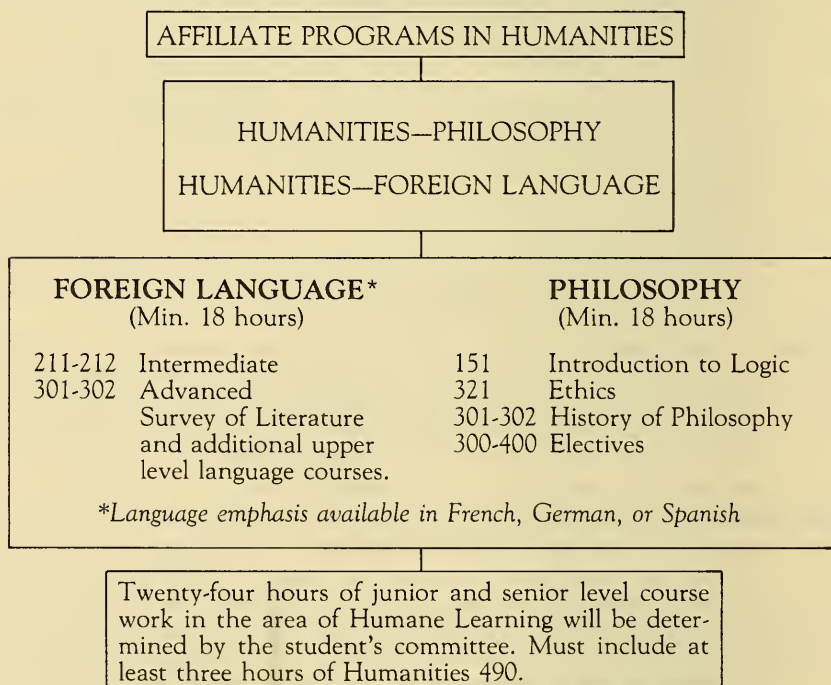 AFFILIATE PROGRAMS IN HUMANITIES
HUMANITIES—PHILOSOPHY
HUMANITIES—FOREIGN LANGUAGE
FOREIGN LANGUAGE*
(Min. 18 hours)
211-212 Intermediate
301-302 Advanced
Survey of Literature
and additional upper
level language courses.
PHILOSOPHY
(Min. 18 hours)
151 Introduction to Logic
321 Ethics
301-302 History of Philosophy
300-400 Electives
*Language emphasis available in French, German, or Spanish
Twenty-four hours of junior and senior level course
work in the area of Humane Learning will be deter-
mined by the student's committee. Must include at
least three hours of Humanities 490.